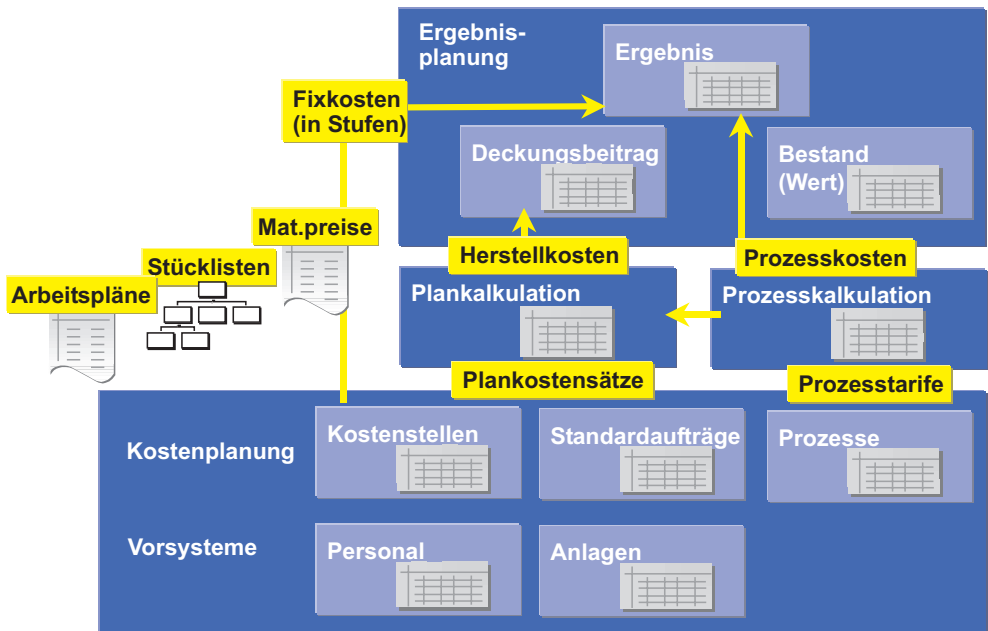 Ergebnis-
planung
Ergebnis
Fixkosten
(in Stufen)
Deckungsbeitrag
Bestand
(Wert)
Mat.preise
Herstellkosten
Prozesskosten
Stücklisten
Arbeitspläne
Plankalkulation
Prozesskalkulation
Plankostensätze
Prozesstarife
Kostenplanung
Kostenstellen
Standardaufträge
Prozesse
Vorsysteme
Personal
Anlagen